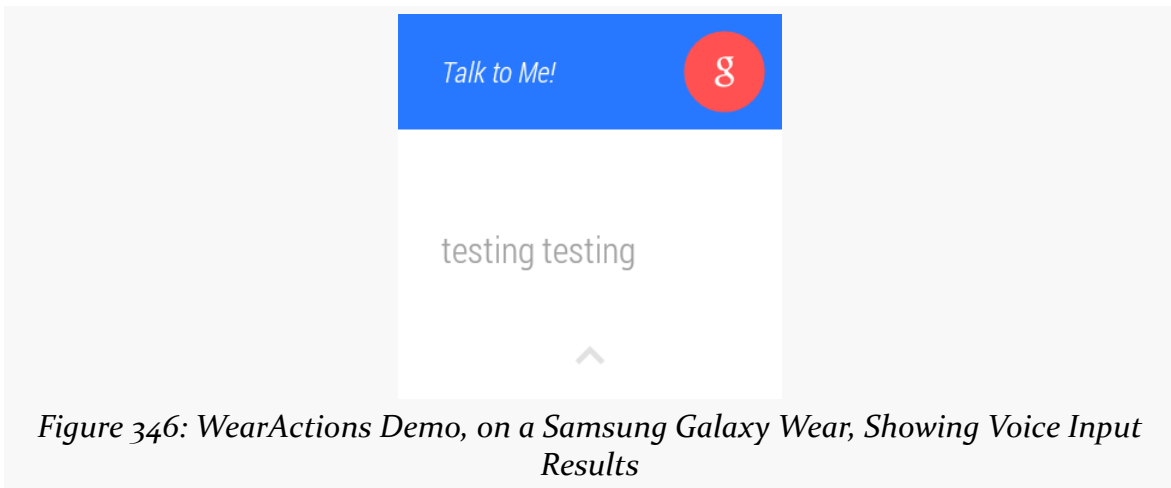 Talk to Me!
g
testing testing
Figure 346: WearActions Demo, on a Samsung Galaxy Wear, Showing Voice Input
Results